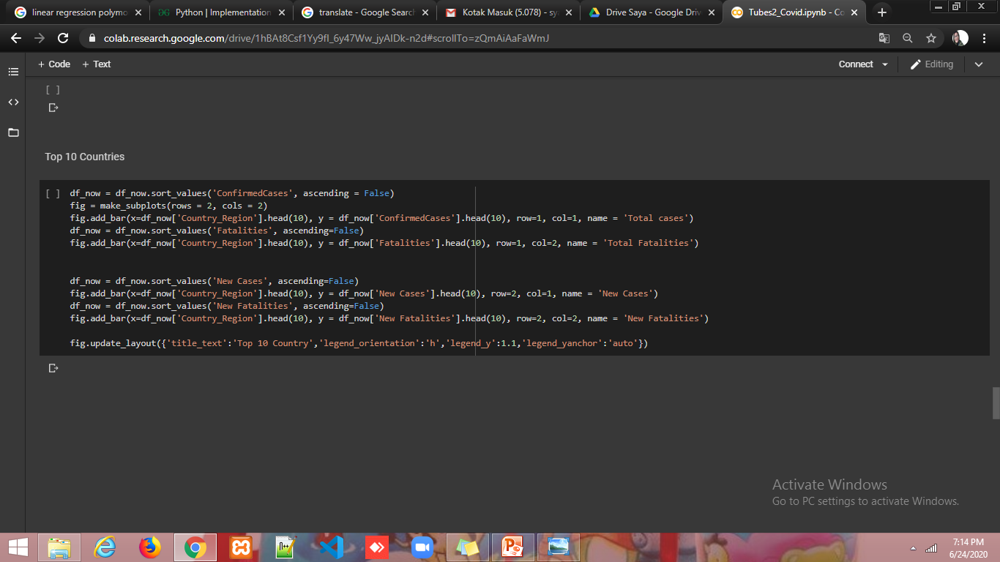 linear regression polymo
Python | Implementation
translate - Google Search
Kotak Masuk (5.078) - sya
Drive Saya - Google Drive
Tubes2_Covid.ipynb - Co
colab.research.google.com/drive/1hBAt8Csf1Yy9fl_6y47Ww_jyAIDk-n2d#scrollTo=zQmAiAaFaWmJ
+ Code + Text
Connect
Editing
[ ]
Top 10 Countries
[ ] df_now = df_now.sort_values('ConfirmedCases', ascending = False)
fig = make_subplots(rows = 2, cols = 2)
fig.add_bar(x=df_now['Country_Region'].head(10), y = df_now['ConfirmedCases'].head(10), row=1, col=1, name = 'Total cases')
df_now = df_now.sort_values('Fatalities', ascending=False)
fig.add_bar(x=df_now['Country_Region'].head(10), y = df_now['Fatalities'].head(10), row=1, col=2, name = 'Total Fatalities')
df_now = df_now.sort_values('New Cases', ascending=False)
fig.add_bar(x=df_now['Country_Region'].head(10), y = df_now['New Cases'].head(10), row=2, col=1, name = 'New Cases')
df_now = df_now.sort_values('New Fatalities', ascending=False)
fig.add_bar(x=df_now['Country_Region'].head(10), y = df_now['New Fatalities'].head(10), row=2, col=2, name = 'New Fatalities')
fig.update_layout({'title_text':'Top 10 Country','legend_orientation':'h','legend_y':1.1,'legend_yanchor':'auto'})
Activate Windows
Go to PC settings to activate Windows.
7:14 PM
6/24/2020